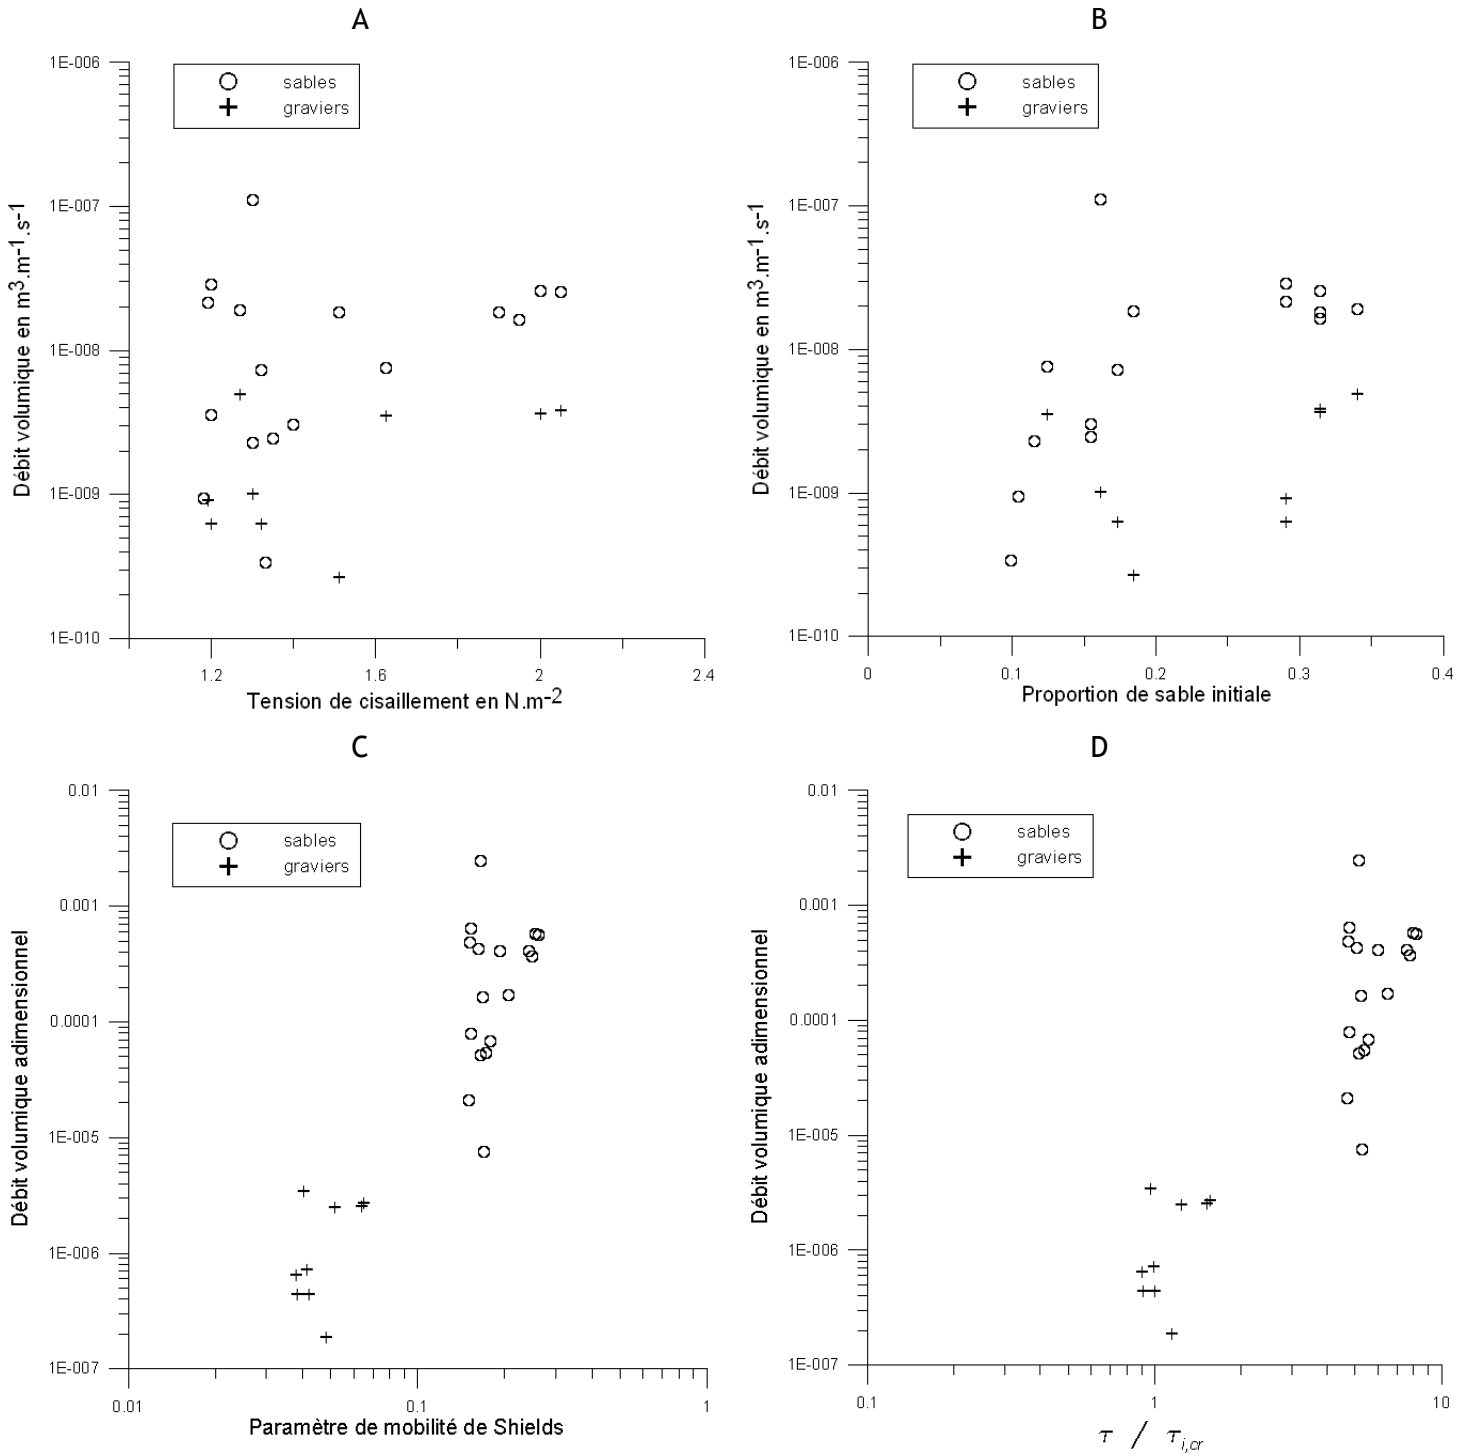 A
1E-006
1E-007
1E-008
1E-009
1E-010
sables
graviers
Débit volumique en m³.m⁻¹.s⁻¹
1.2
1.6
2
2.4
Tension de cisaillement en N.m⁻²
B
1E-006
1E-007
1E-008
1E-009
1E-010
sables
graviers
Débit volumique en m³.m⁻¹.s⁻¹
0
0.1
0.2
0.3
0.4
Proportion de sable initiale
C
0.01
0.001
0.0001
1E-005
1E-006
1E-007
sables
graviers
Débit volumique adimensionnel
0.01
0.1
1
Paramètre de mobilité de Shields
D
0.01
0.001
0.0001
1E-005
1E-006
1E-007
sables
graviers
Débit volumique adimensionnel
0.1
1
10
τ / τi,cr